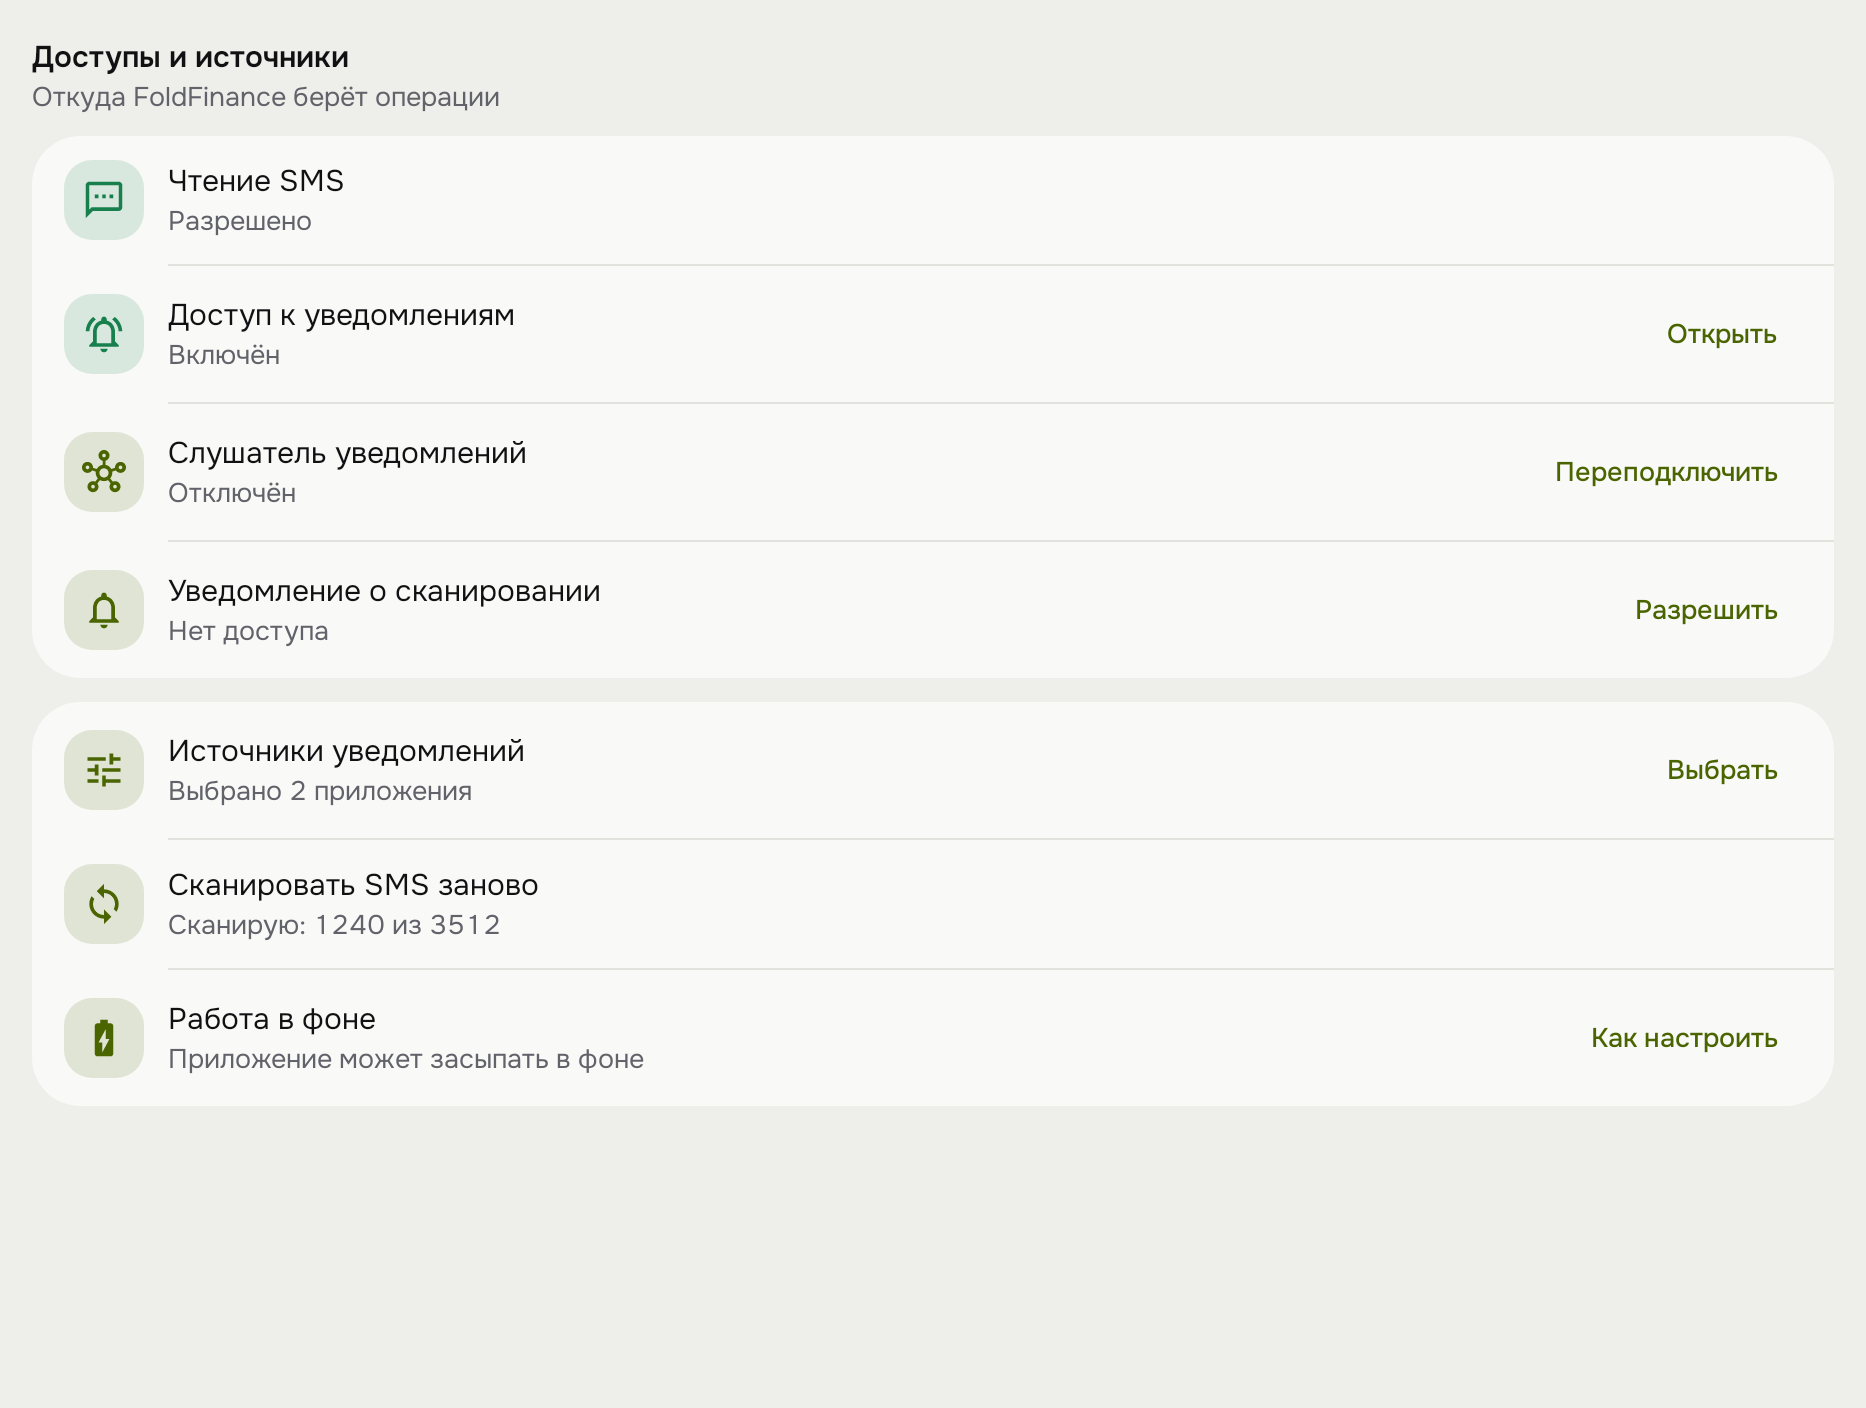 Доступы и источники
Откуда FoldFinance берёт операции
Чтение SMS
Разрешено
Доступ к уведомлениям
Включён
Открыть
Слушатель уведомлений
Отключён
Переподключить
Уведомление о сканировании
Нет доступа
Разрешить
Источники уведомлений
Выбрано 2 приложения
Выбрать
Сканировать SMS заново
Сканирую: 1240 из 3512
Работа в фоне
Приложение может засыпать в фоне
Как настроить